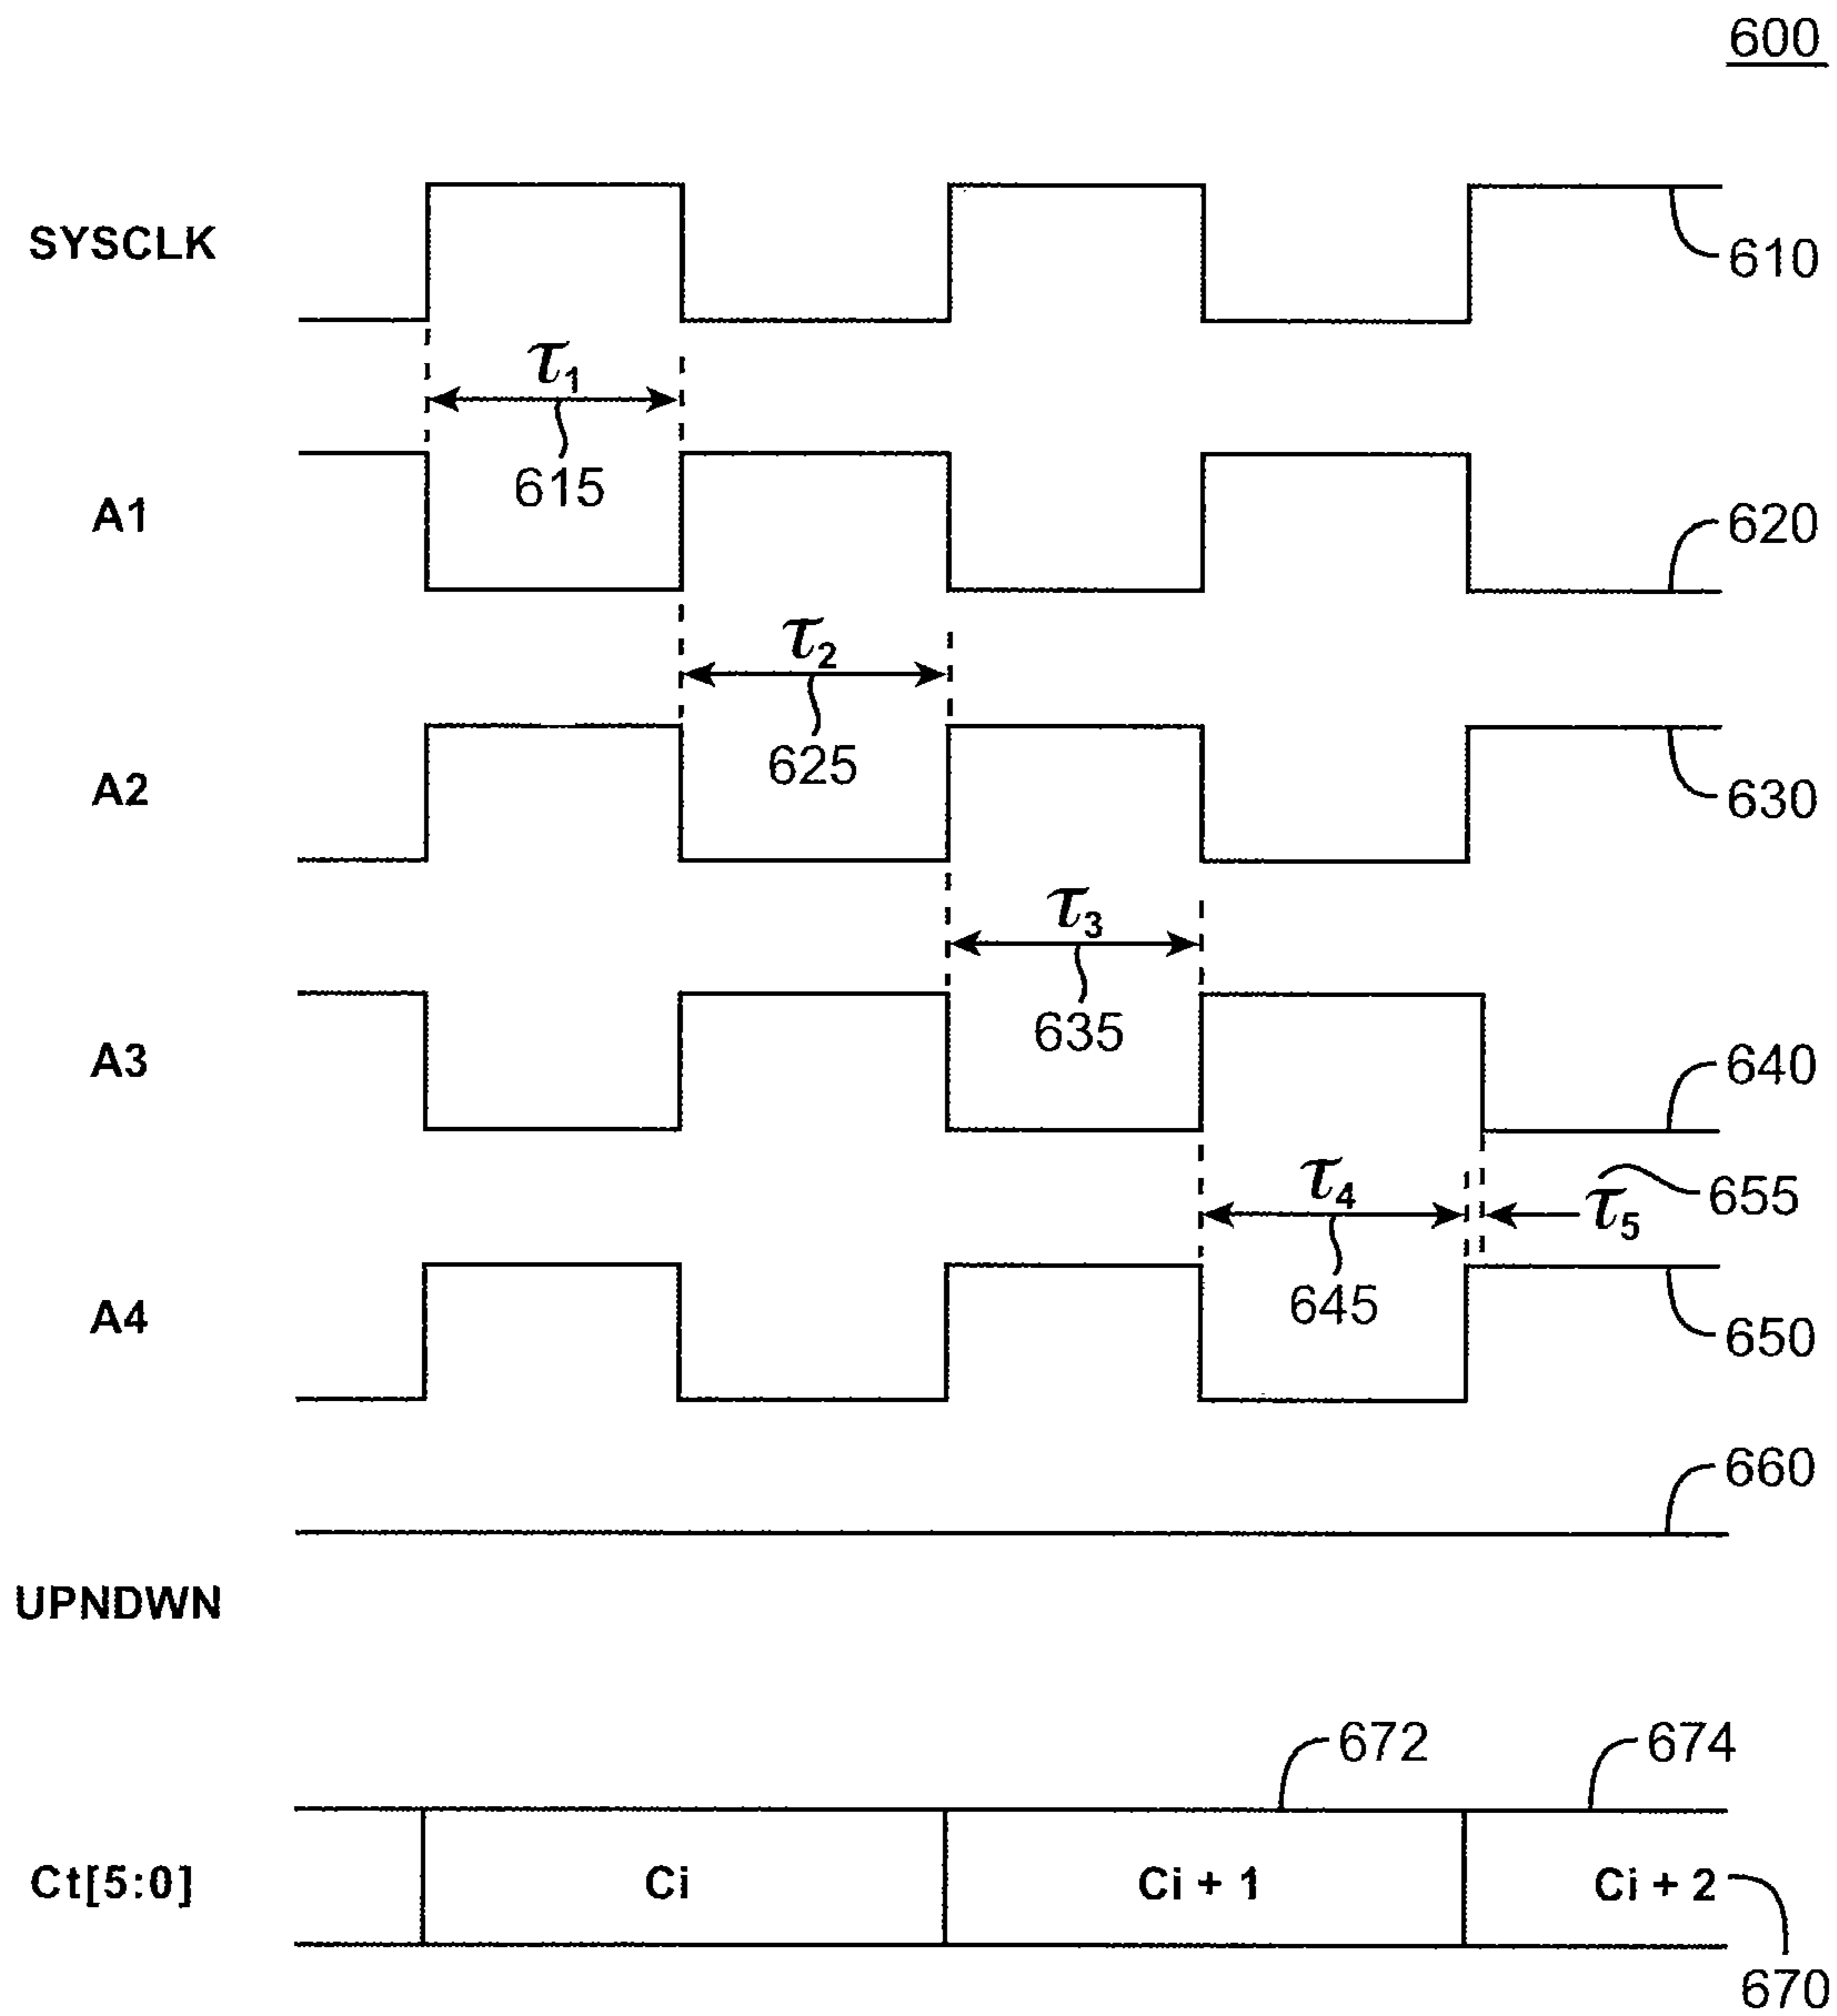 600
SYSCLK
610
τ1
615
A1
620
τ2
625
A2
630
τ3
635
A3
640
τ4
645
τ5
655
A4
650
660
UPNDWN
672
674
Ct[5:0]
Ci
Ci + 1
Ci + 2
670